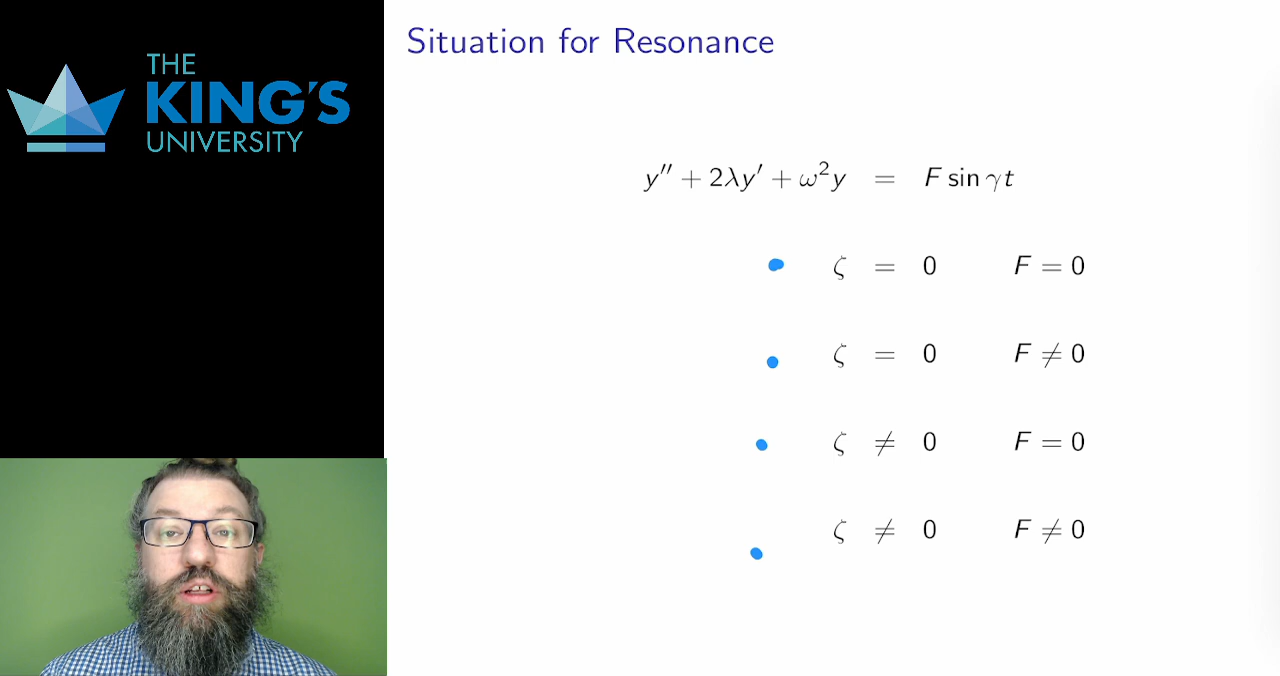 THE
KING'S
UNIVERSITY
Situation for Resonance
y″ + 2λy′ + ω²y = F sin γt
ζ = 0 F = 0
ζ = 0 F ≠ 0
ζ ≠ 0 F = 0
ζ ≠ 0 F ≠ 0